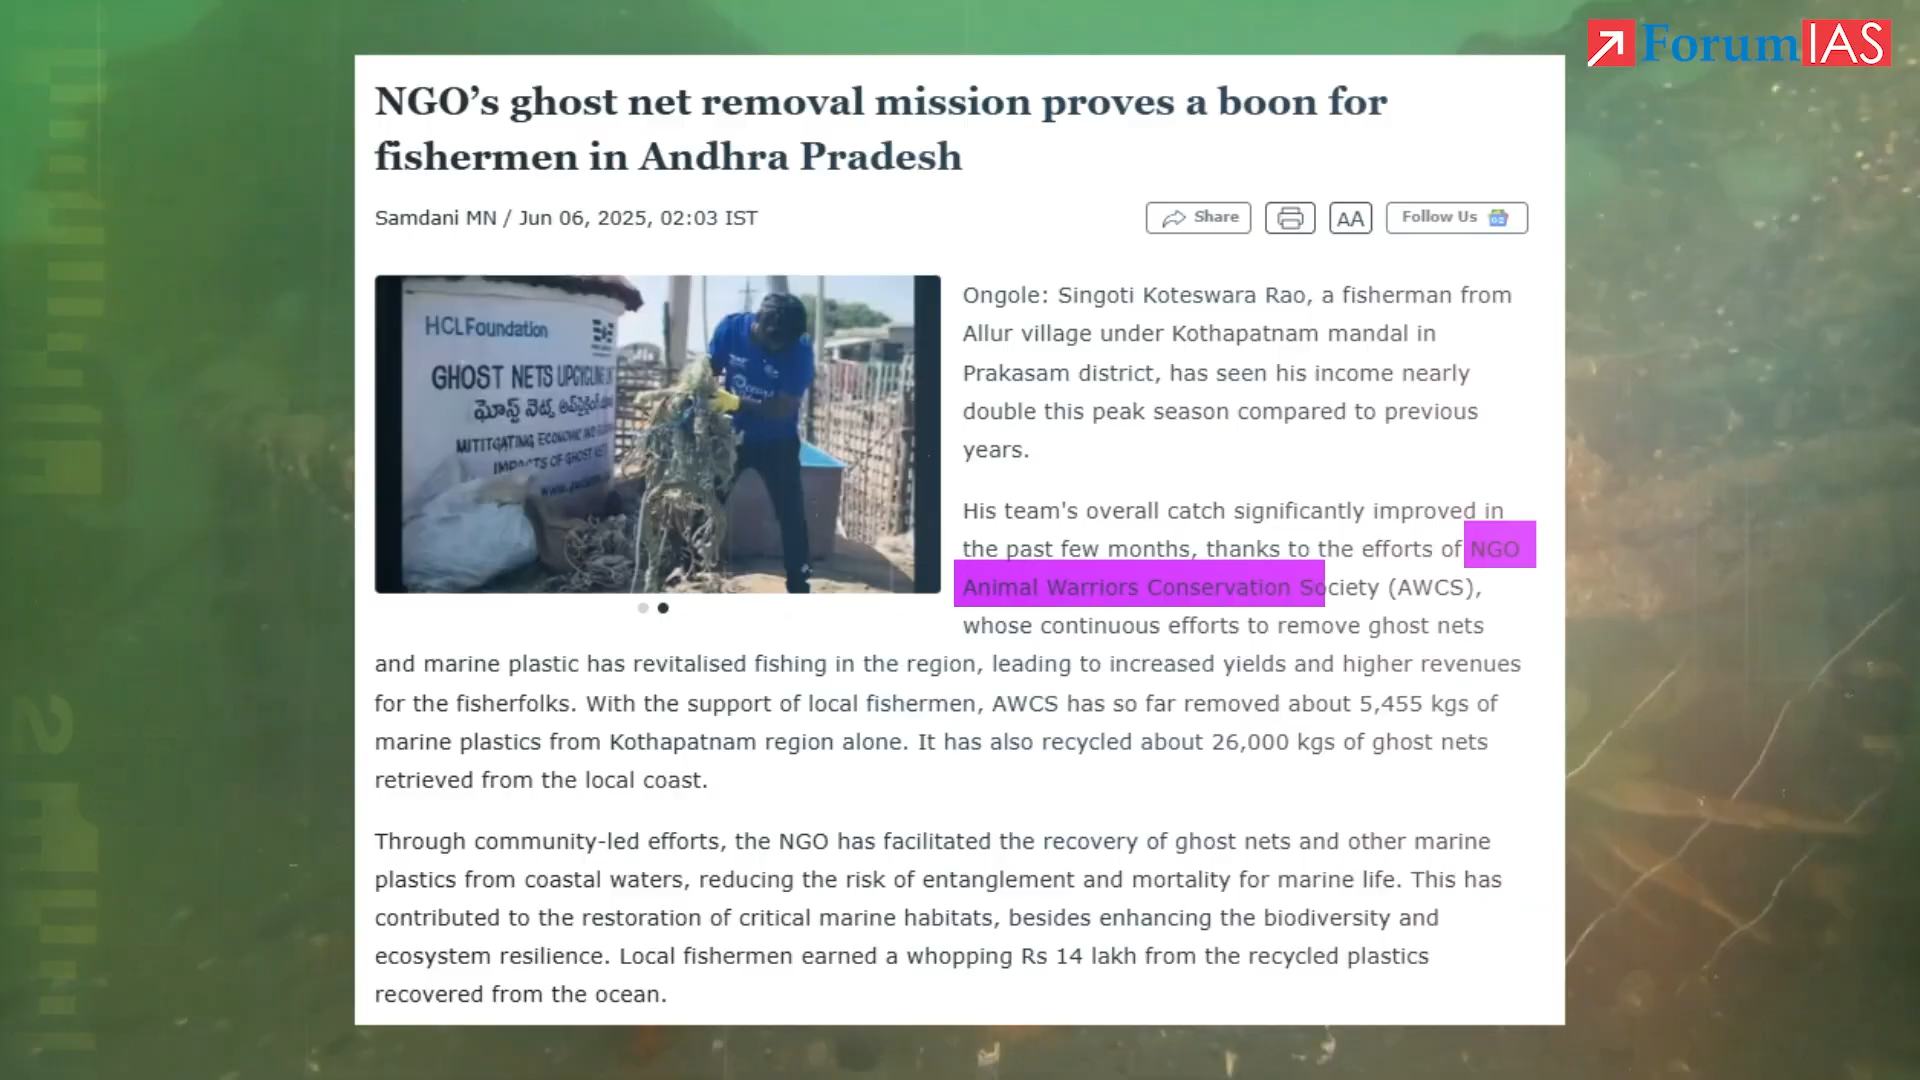 ForumIAS
NGO’s ghost net removal mission proves a boon for
fishermen in Andhra Pradesh
Samdani MN / Jun 06, 2025, 02:03 IST
Share
AA
Follow Us
HCLFoundation
GHOST NETS UPCYCLING
ఘోస్ట్ నెట్స్ అప్‌సైక్లింగ్
MITITGATING ECONOMIC AND
IMPACTS OF GHOST NETS
Ongole: Singoti Koteswara Rao, a fisherman from
Allur village under Kothapatnam mandal in
Prakasam district, has seen his income nearly
double this peak season compared to previous
years.
His team's overall catch significantly improved in
the past few months, thanks to the efforts of NGO
Animal Warriors Conservation Society (AWCS),
whose continuous efforts to remove ghost nets
and marine plastic has revitalised fishing in the region, leading to increased yields and higher revenues
for the fisherfolks. With the support of local fishermen, AWCS has so far removed about 5,455 kgs of
marine plastics from Kothapatnam region alone. It has also recycled about 26,000 kgs of ghost nets
retrieved from the local coast.
Through community-led efforts, the NGO has facilitated the recovery of ghost nets and other marine
plastics from coastal waters, reducing the risk of entanglement and mortality for marine life. This has
contributed to the restoration of critical marine habitats, besides enhancing the biodiversity and
ecosystem resilience. Local fishermen earned a whopping Rs 14 lakh from the recycled plastics
recovered from the ocean.
2